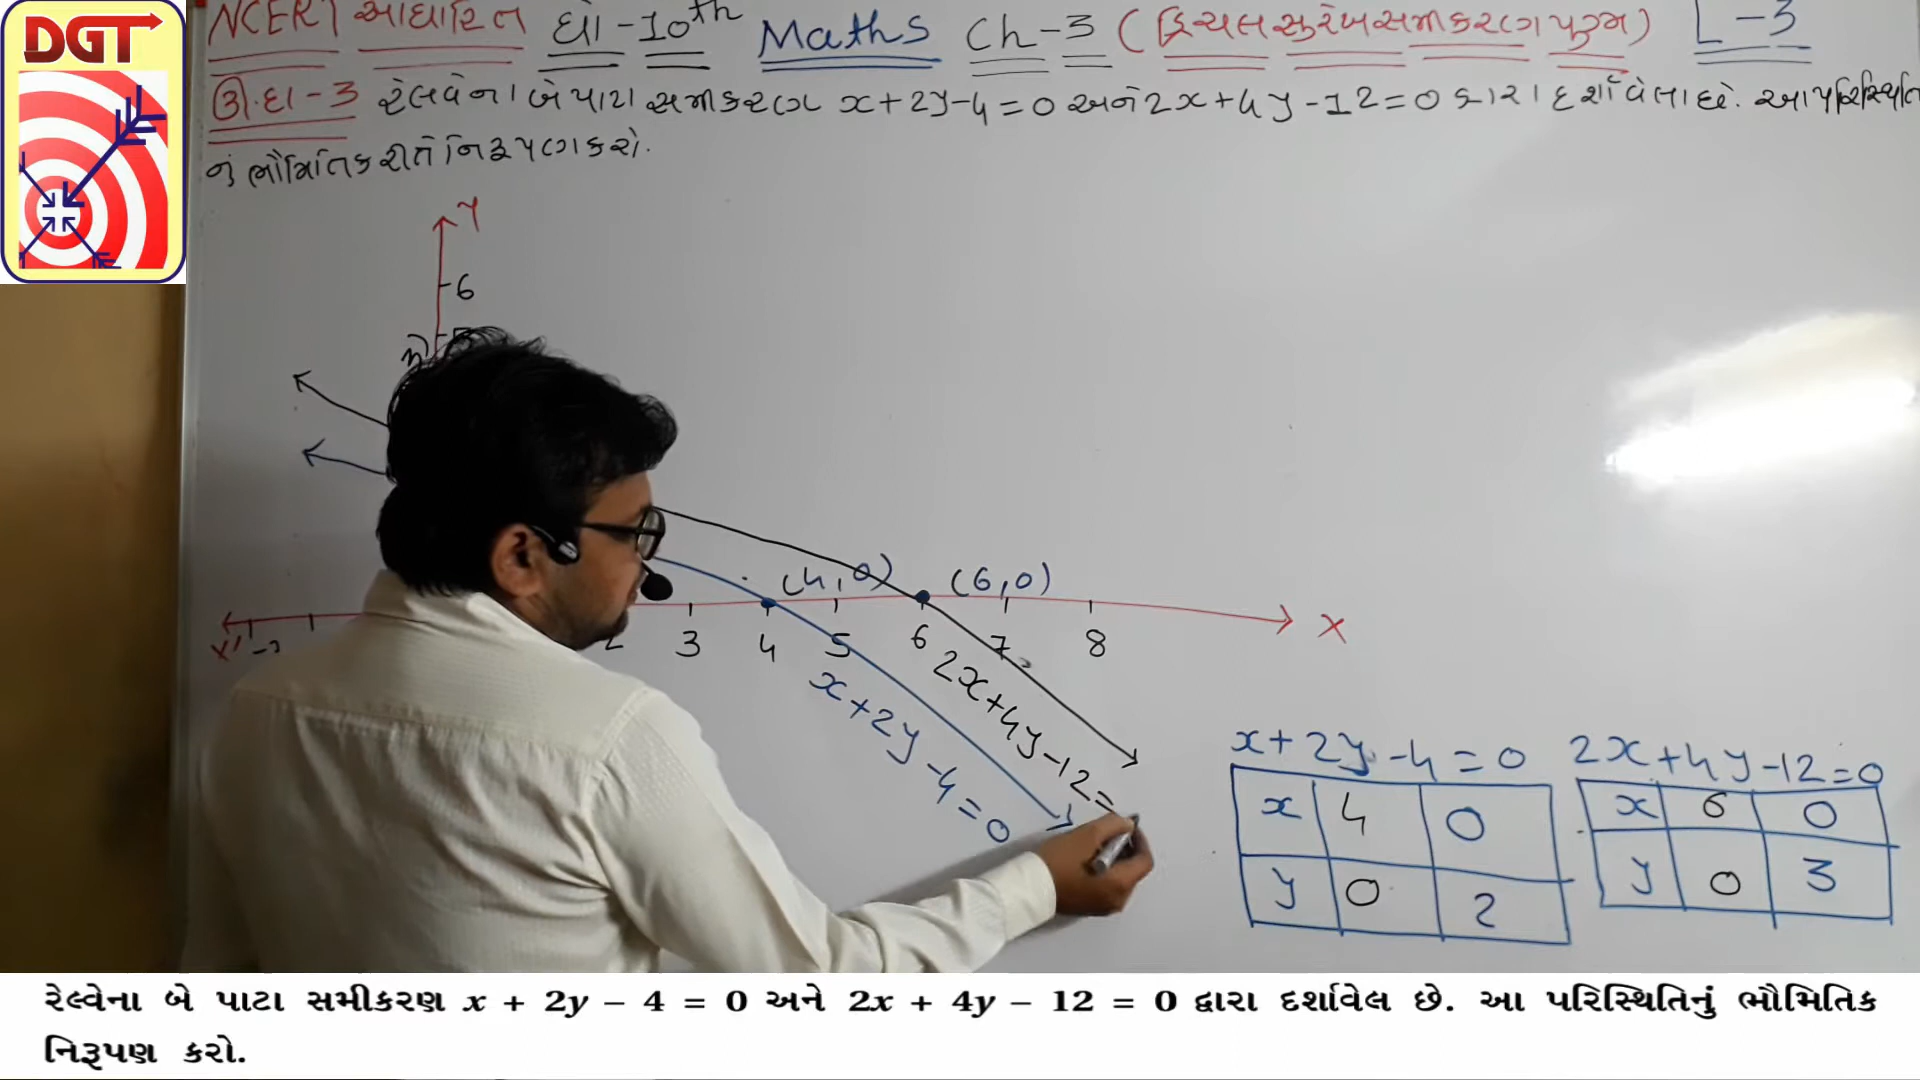 DGT
NCERT આધારિત ધો-10th Maths Ch-3 (દ્વિચલ સુરેખ સમીકરણ યુગ્મ) L-3
ઉ.દા-3 રેલવેના બે પાટા સમીકરણ x+2y-4=0 અને 2x+4y-12=0 દ્વારા દર્શાવેલા છે. આ પરિસ્થિતિ
નું ભૌમિતિક રીતે નિરૂપણ કરો.
Y
6
(4,0) (6,0)
X' 3 4 5 6 7 8 X
x+2y-4=0
2x+4y-12=
x+2y-4=0 2x+4y-12=0
x 4 0 x 6 0
y 0 2 y 0 3
રેલ્વેના બે પાટા સમીકરણ x + 2y – 4 = 0 અને 2x + 4y – 12 = 0 દ્વારા દર્શાવેલ છે. આ પરિસ્થિતિનું ભૌમિતિક
નિરૂપણ કરો.